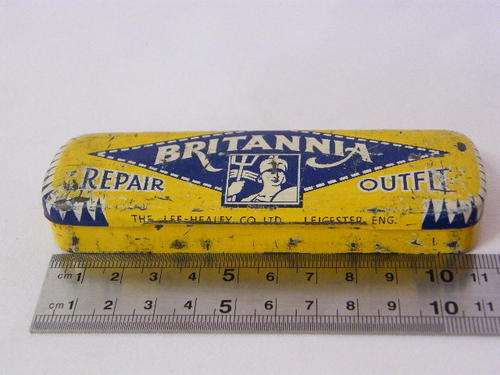 BRITANNIA
REPAIR OUTFIT
THE LEE-HEALEY CO LTD. LEICESTER ENG.
cm 1 2 3 4 5 6 7 8 9 10 11
cm 1 2 3 4 5 6 7 8 9 10 11